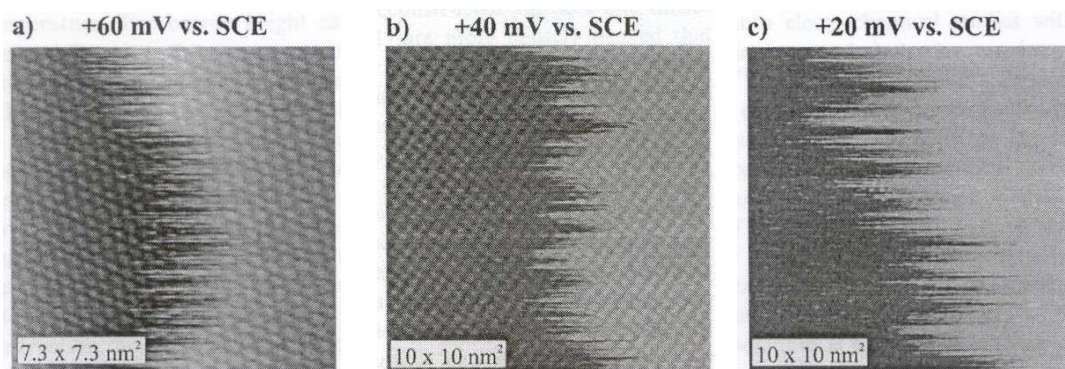 a) +60 mV vs. SCE
b) +40 mV vs. SCE
c) +20 mV vs. SCE
7.3 x 7.3 nm²
10 x 10 nm²
10 x 10 nm²